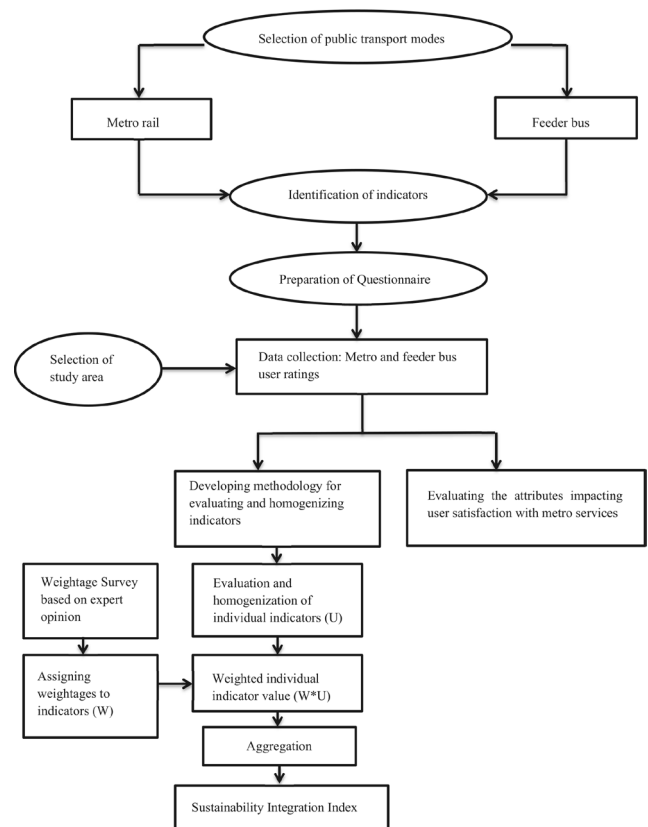 Selection of public transport modes
Metro rail
Feeder bus
Identification of indicators
Preparation of Questionnaire
Selection of
study area
Data collection: Metro and feeder bus
user ratings
Developing methodology for
evaluating and homogenizing
indicators
Evaluating the attributes impacting
user satisfaction with metro services
Weightage Survey
based on expert
opinion
Evaluation and
homogenization of
individual indicators (U)
Assigning
weightages to
indicators (W)
Weighted individual
indicator value (W*U)
Aggregation
Sustainability Integration Index